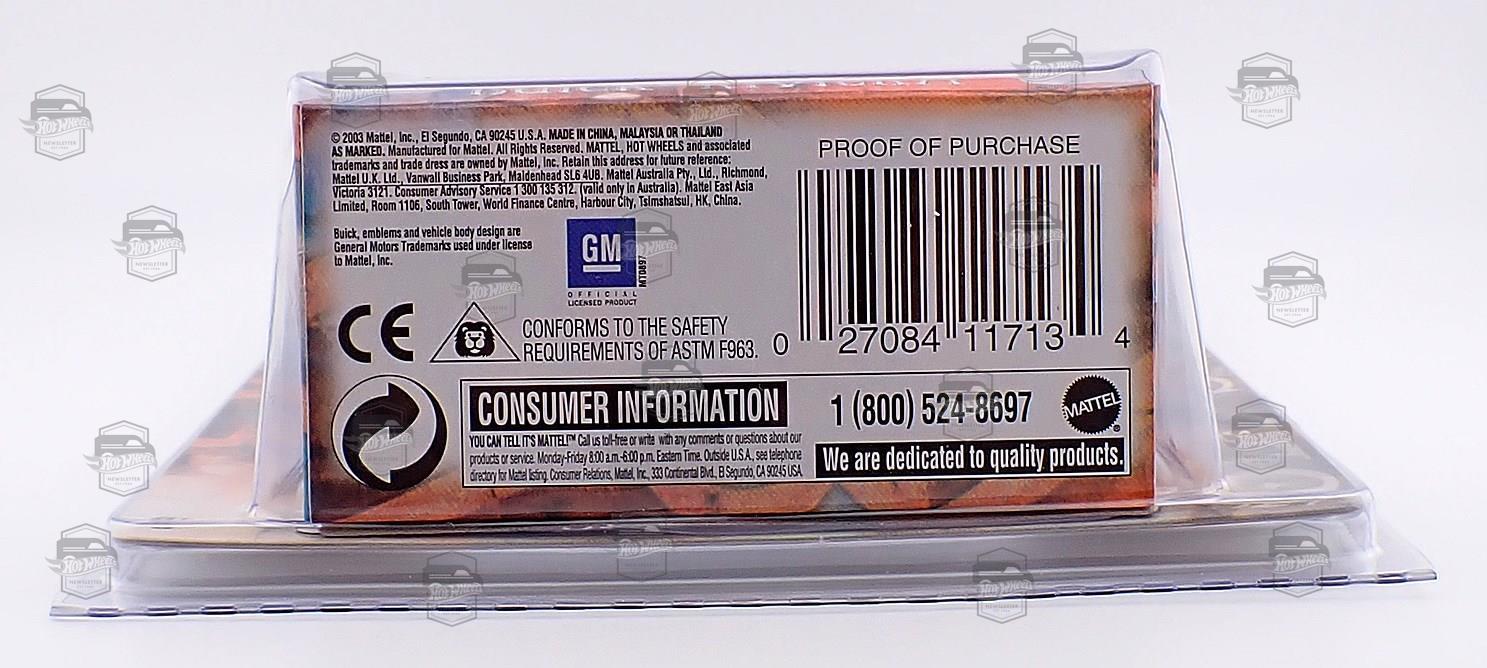 © 2003 Mattel, Inc., El Segundo, CA 90245 U.S.A. MADE IN CHINA, MALAYSIA OR THAILAND
AS MARKED. Manufactured for Mattel. All Rights Reserved. MATTEL, HOT WHEELS and associated
trademarks and trade dress are owned by Mattel, Inc. Retain this address for future reference:
Mattel U.K. Ltd., Vanwall Business Park, Maidenhead SL6 4UB. Mattel Australia Pty., Ltd., Richmond,
Victoria 3121. Consumer Advisory Service 1 300 135 312. (valid only in Australia). Mattel East Asia
Limited, Room 1106, South Tower, World Finance Centre, Harbour City, Tsimshatsui, HK, China.
Buick, emblems and vehicle body design are
General Motors Trademarks used under license
to Mattel, Inc.
GM
OFFICIAL
LICENSED PRODUCT
MT0897
CE
CONFORMS TO THE SAFETY
REQUIREMENTS OF ASTM F963.
PROOF OF PURCHASE
0 27084 11713 4
CONSUMER INFORMATION
YOU CAN TELL IT'S MATTEL!™ Call us toll-free or write with any comments or questions about our
products or service. Monday-Friday 8:00 a.m.-6:00 p.m. Eastern Time. Outside U.S.A., see telephone
directory for Mattel listing. Consumer Relations, Mattel, Inc., 333 Continental Blvd., El Segundo, CA 90245 USA.
1 (800) 524-8697
MATTEL®
We are dedicated to quality products.
HOT WHEELS
NEWSLETTER